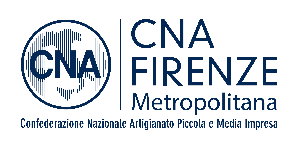 CNA
CNA
FIRENZE
Metropolitana
Confederazione Nazionale Artigianato Piccola e Media Impresa